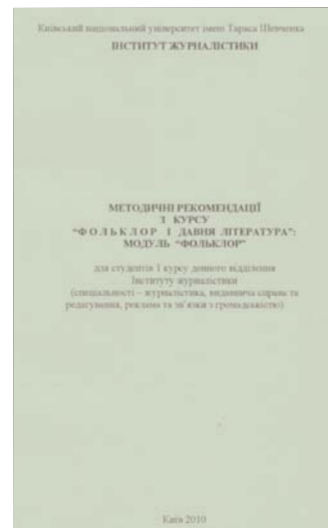 Київський національний університет імені Тараса Шевченка
ІНСТИТУТ ЖУРНАЛІСТИКИ
МЕТОДИЧНІ РЕКОМЕНДАЦІЇ
З КУРСУ
“Ф О Л Ь К Л О Р І ДАВНЯ ЛІТЕРАТУРА”:
МОДУЛЬ “ФОЛЬКЛОР”
для студентів І курсу денного відділення
Інституту журналістики
(спеціальності – журналістика, видавнича справа та
редагування, реклама та зв’язки з громадськістю)
Київ 2010